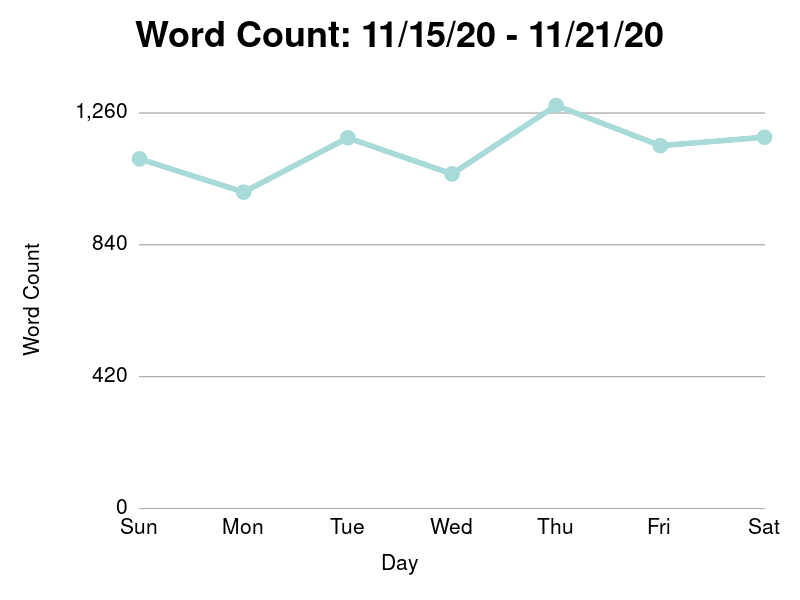 Word Count: 11/15/20 - 11/21/20
1,260
840
420
0
Word Count
Sun Mon Tue Wed Thu Fri Sat
Day